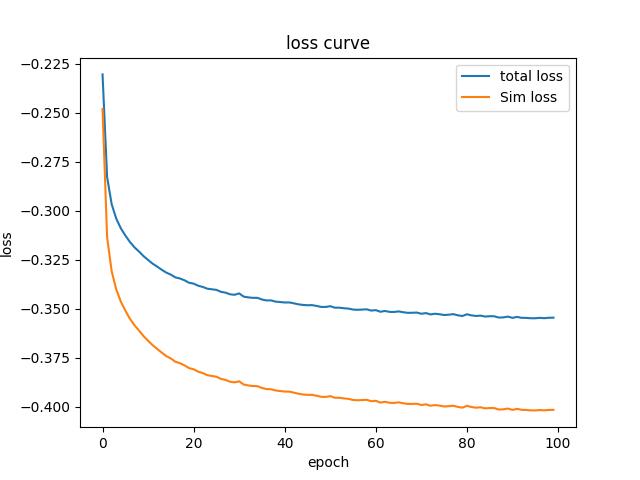 loss curve
total loss
Sim loss
−0.225
−0.250
−0.275
−0.300
−0.325
−0.350
−0.375
−0.400
loss
0 20 40 60 80 100
epoch